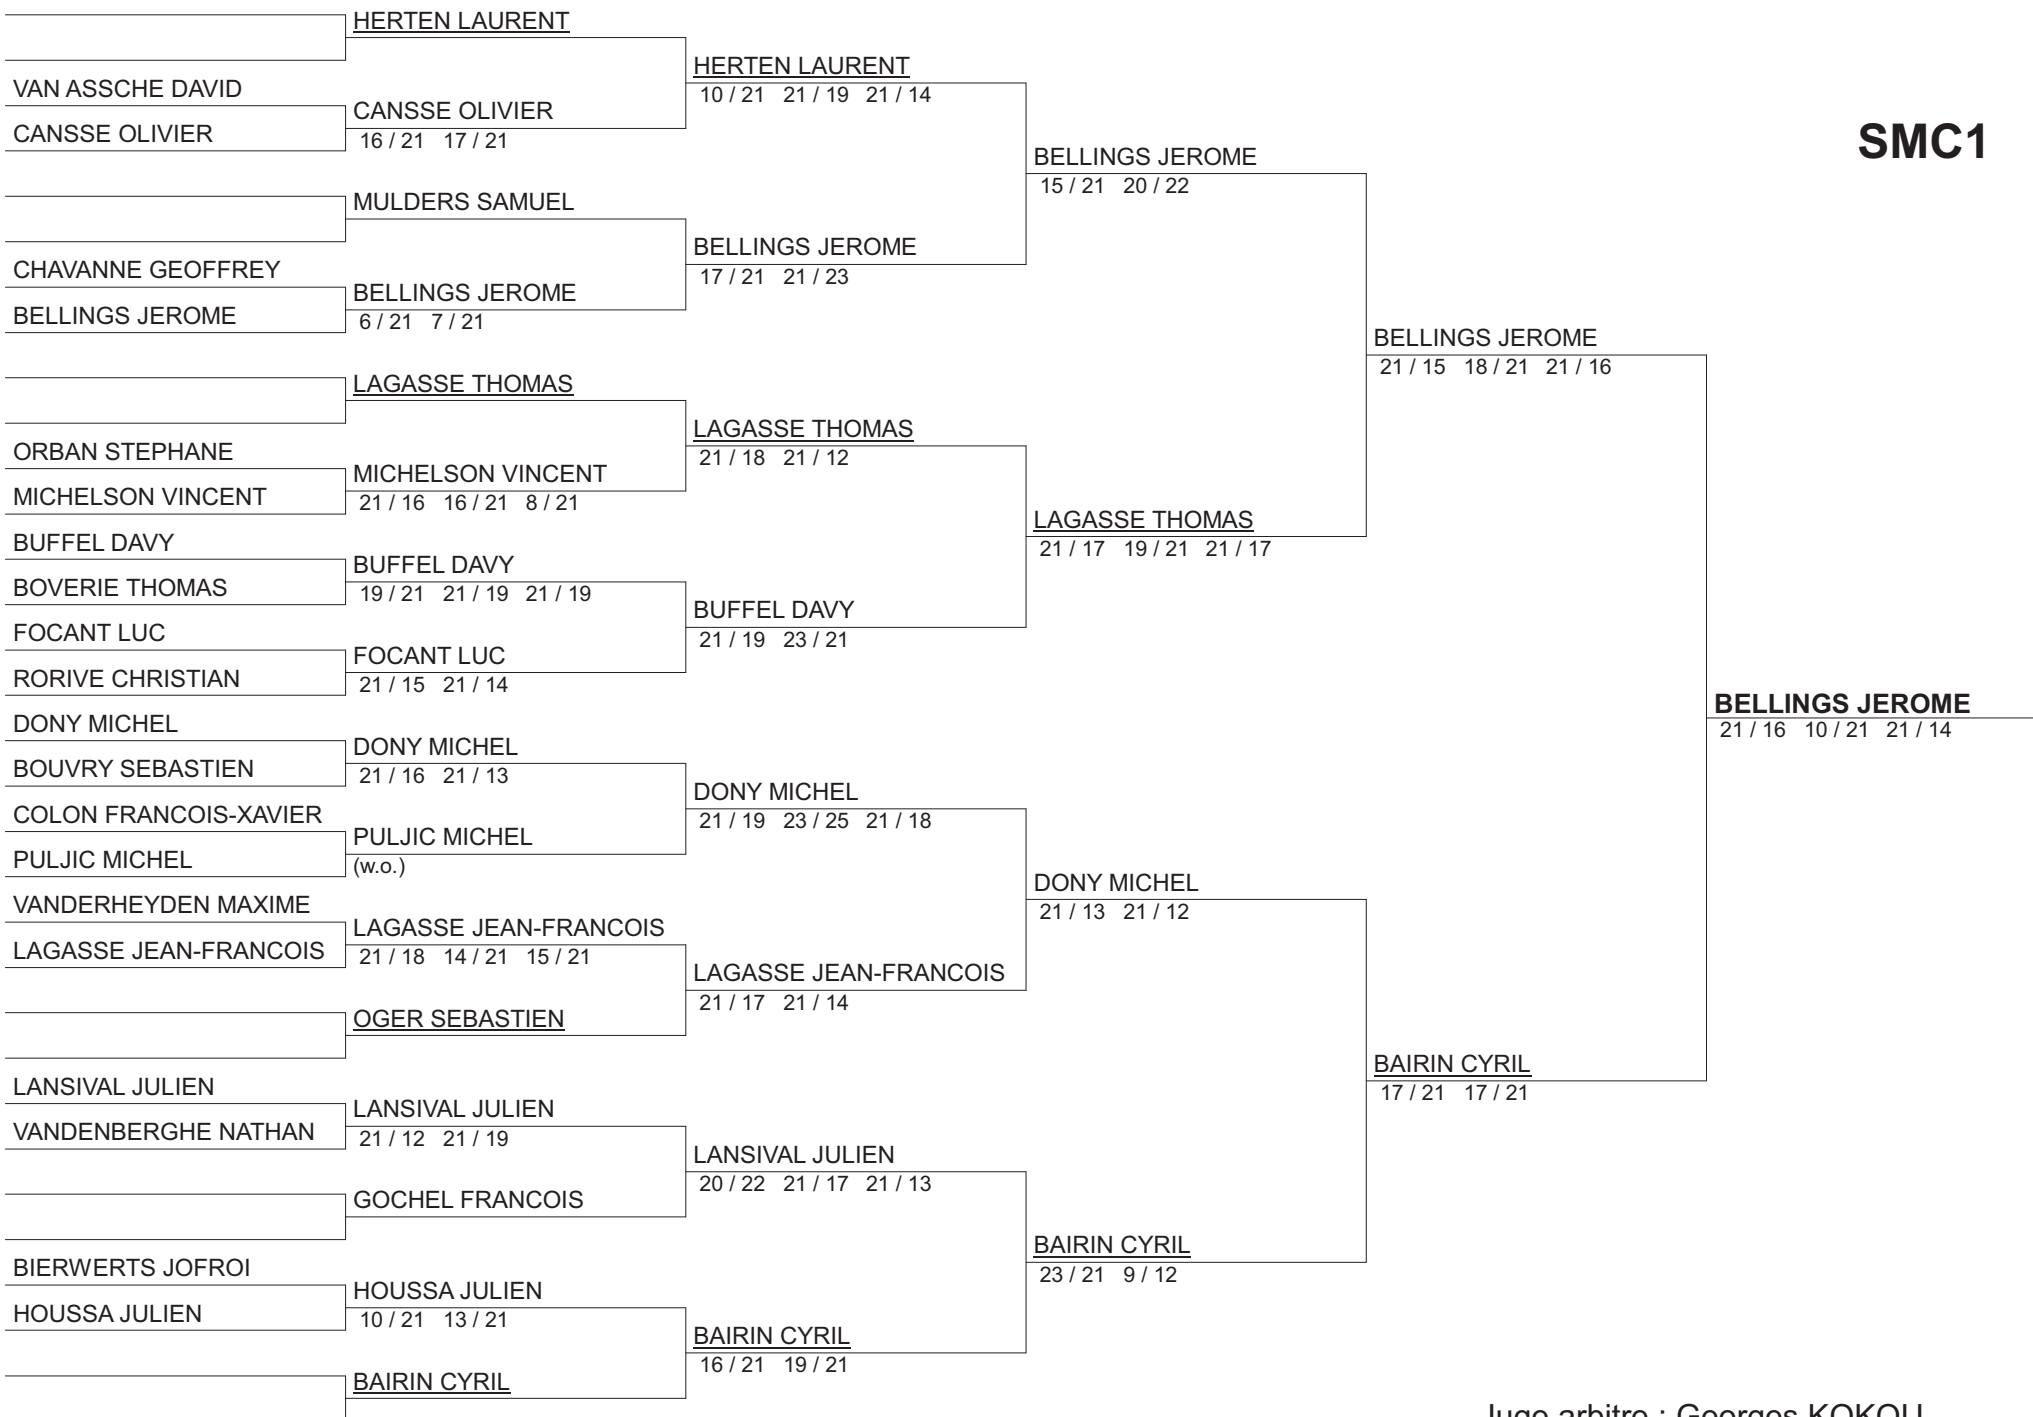 SMC1
VAN ASSCHE DAVID
CANSSE OLIVIER
CHAVANNE GEOFFREY
BELLINGS JEROME
ORBAN STEPHANE
MICHELSON VINCENT
BUFFEL DAVY
BOVERIE THOMAS
FOCANT LUC
RORIVE CHRISTIAN
DONY MICHEL
BOUVRY SEBASTIEN
COLON FRANCOIS-XAVIER
PULJIC MICHEL
VANDERHEYDEN MAXIME
LAGASSE JEAN-FRANCOIS
LANSIVAL JULIEN
VANDENBERGHE NATHAN
BIERWERTS JOFROI
HOUSSA JULIEN
HERTEN LAURENT
CANSSE OLIVIER
16 / 21 17 / 21
MULDERS SAMUEL
BELLINGS JEROME
6 / 21 7 / 21
LAGASSE THOMAS
MICHELSON VINCENT
21 / 16 16 / 21 8 / 21
BUFFEL DAVY
19 / 21 21 / 19 21 / 19
FOCANT LUC
21 / 15 21 / 14
DONY MICHEL
21 / 16 21 / 13
PULJIC MICHEL
(w.o.)
LAGASSE JEAN-FRANCOIS
21 / 18 14 / 21 15 / 21
OGER SEBASTIEN
LANSIVAL JULIEN
21 / 12 21 / 19
GOCHEL FRANCOIS
HOUSSA JULIEN
10 / 21 13 / 21
BAIRIN CYRIL
HERTEN LAURENT
10 / 21 21 / 19 21 / 14
BELLINGS JEROME
17 / 21 21 / 23
LAGASSE THOMAS
21 / 18 21 / 12
BUFFEL DAVY
21 / 19 23 / 21
DONY MICHEL
21 / 19 23 / 25 21 / 18
LAGASSE JEAN-FRANCOIS
21 / 17 21 / 14
LANSIVAL JULIEN
20 / 22 21 / 17 21 / 13
BAIRIN CYRIL
16 / 21 19 / 21
BELLINGS JEROME
15 / 21 20 / 22
LAGASSE THOMAS
21 / 17 19 / 21 21 / 17
DONY MICHEL
21 / 13 21 / 12
BAIRIN CYRIL
23 / 21 9 / 12
BELLINGS JEROME
21 / 15 18 / 21 21 / 16
BAIRIN CYRIL
17 / 21 17 / 21
BELLINGS JEROME
21 / 16 10 / 21 21 / 14
Juge arbitre : Georges KOKOU